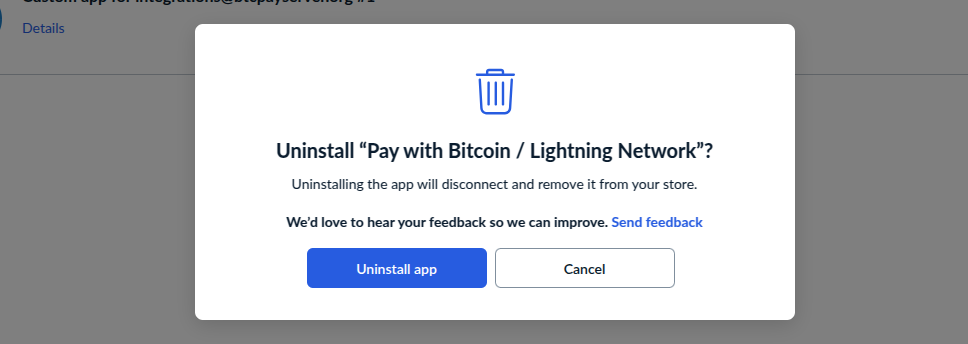 Custom app for integrations@btcpayserver.org #1
Details
Uninstall “Pay with Bitcoin / Lightning Network”?
Uninstalling the app will disconnect and remove it from your store.
We’d love to hear your feedback so we can improve. Send feedback
Uninstall app
Cancel